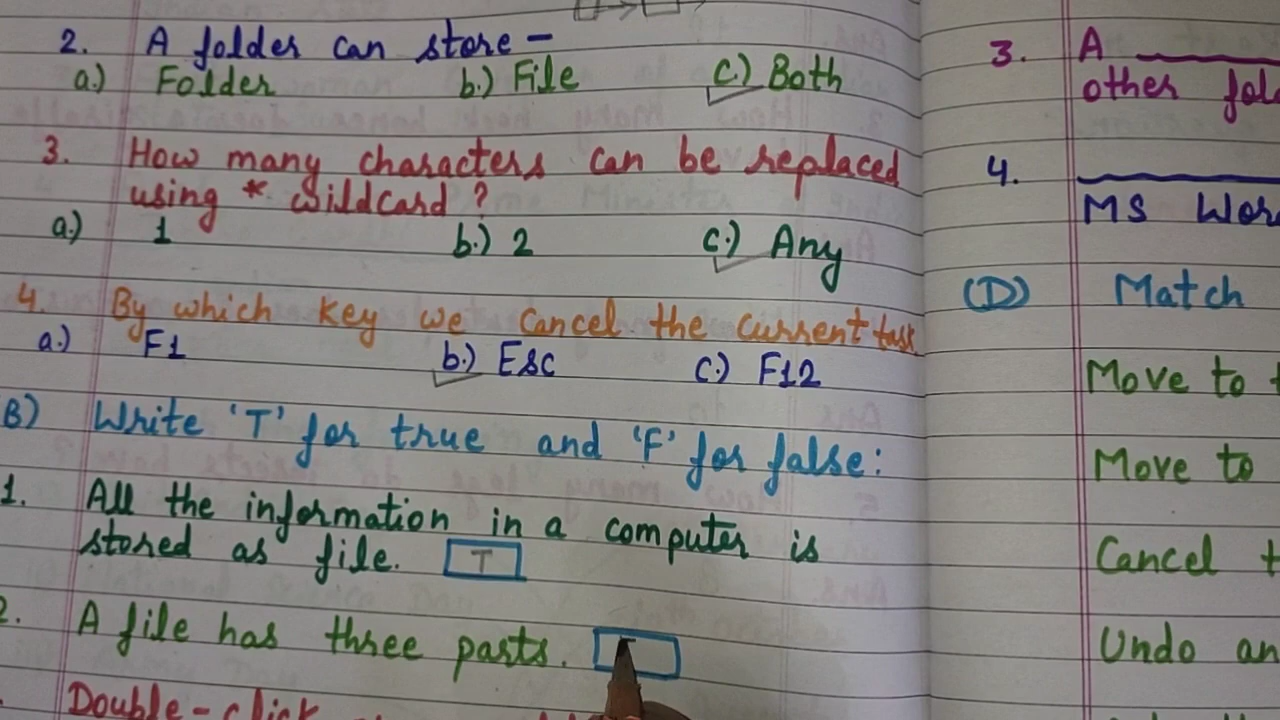 2. A folder can store -
a.) Folder b.) File c.) Both
3. How many characters can be replaced
using * wildcard ?
a.) 1 b.) 2 c.) Any
4. By which key we cancel the current task
a.) F1 b.) Esc c.) F12
B) Write 'T' for true and 'F' for false:
1. All the information in a computer is
stored as file. T
2. A file has three parts.
Double-click
3. A
other
4.
MS
(D) Match
Move to
Move to
Cancel
Undo